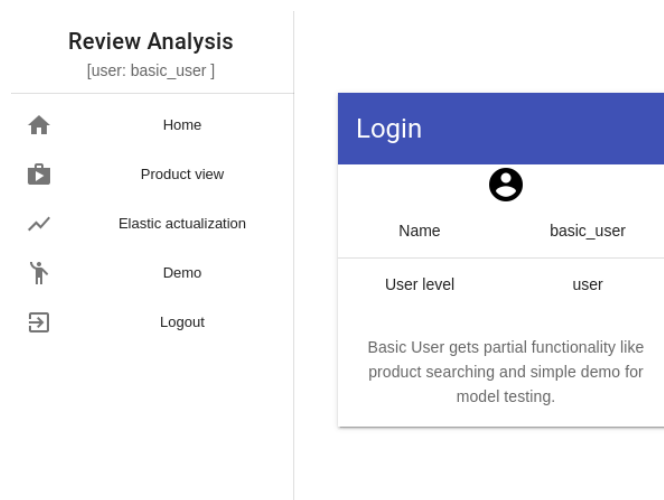 Review Analysis
[user: basic_user ]
Home
Product view
Elastic actualization
Demo
Logout
Login
Name basic_user
User level user
Basic User gets partial functionality like
product searching and simple demo for
model testing.